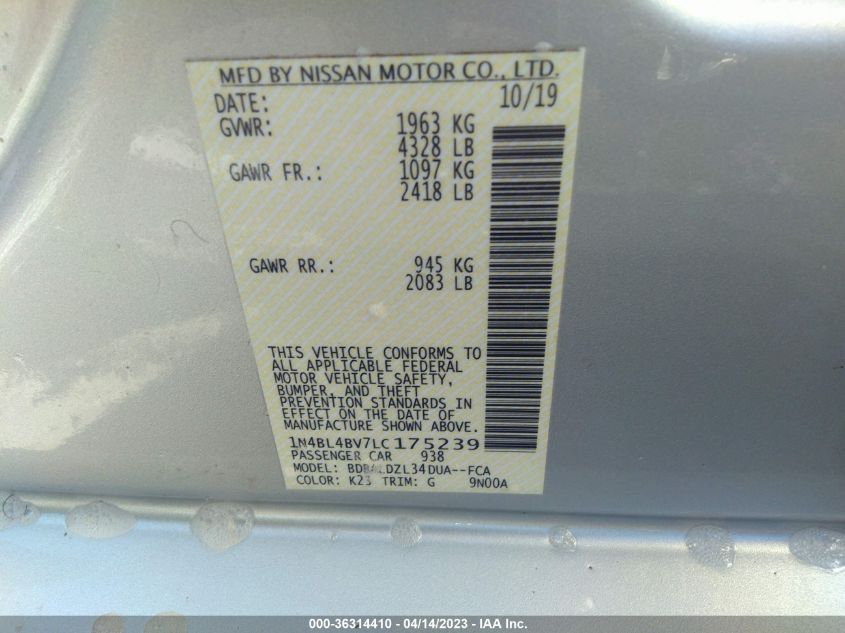 MFD BY NISSAN MOTOR CO., LTD.
DATE: 10/19
GVWR: 1963 KG
4328 LB
GAWR FR.: 1097 KG
2418 LB
GAWR RR.: 945 KG
2083 LB
THIS VEHICLE CONFORMS TO
ALL APPLICABLE FEDERAL
MOTOR VEHICLE SAFETY,
BUMPER, AND THEFT
PREVENTION STANDARDS IN
EFFECT ON THE DATE OF
MANUFACTURE SHOWN ABOVE.
1N4BL4BV7LC175239
PASSENGER CAR 938
MODEL:
COLOR: K23 TRIM: G 9N00A
000-36314410 - 04/14/2023 - IAA Inc.